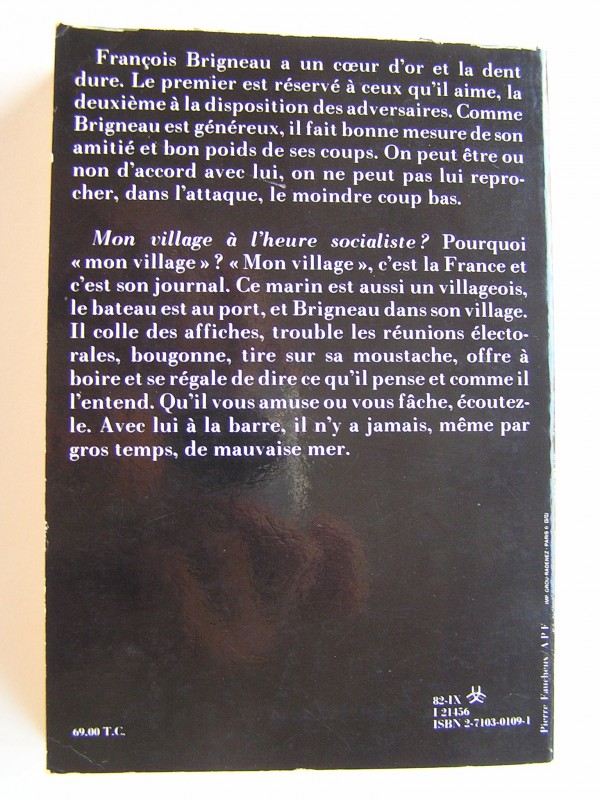 François Brigneau a un cœur d'or et la dent
dure. Le premier est réservé à ceux qu'il aime, la
deuxième à la disposition des adversaires. Comme
Brigneau est généreux, il fait bonne mesure de son
amitié et bon poids de ses coups. On peut être ou
non d'accord avec lui, on ne peut pas lui repro-
cher, dans l'attaque, le moindre coup bas.
Mon village à l'heure socialiste ? Pourquoi
« mon village » ? « Mon village », c'est la France et
c'est son journal. Ce marin est aussi un villageois,
le bateau est au port, et Brigneau dans son village.
Il colle des affiches, trouble les réunions électo-
rales, bougonne, tire sur sa moustache, offre à
boire et se régale de dire ce qu'il pense et comme il
l'entend. Qu'il vous amuse ou vous fâche, écoutez-
le. Avec lui à la barre, il n'y a jamais, même par
gros temps, de mauvaise mer.
IMP. GROU-RADENEZ - PARIS 6
Pierre Faucheux/APF
82-IX
I 21456
ISBN 2-7103-0109-1
69.00 T.C.